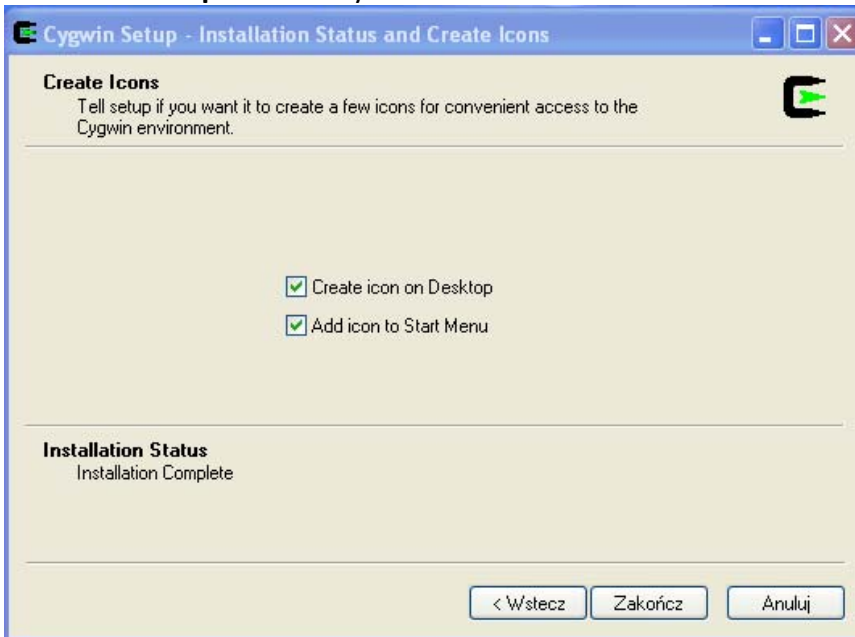 Cygwin Setup - Installation Status and Create Icons
Create Icons
Tell setup if you want it to create a few icons for convenient access to the
Cygwin environment.
Create icon on Desktop
Add icon to Start Menu
Installation Status
Installation Complete
< Wstecz
Zakończ
Anuluj